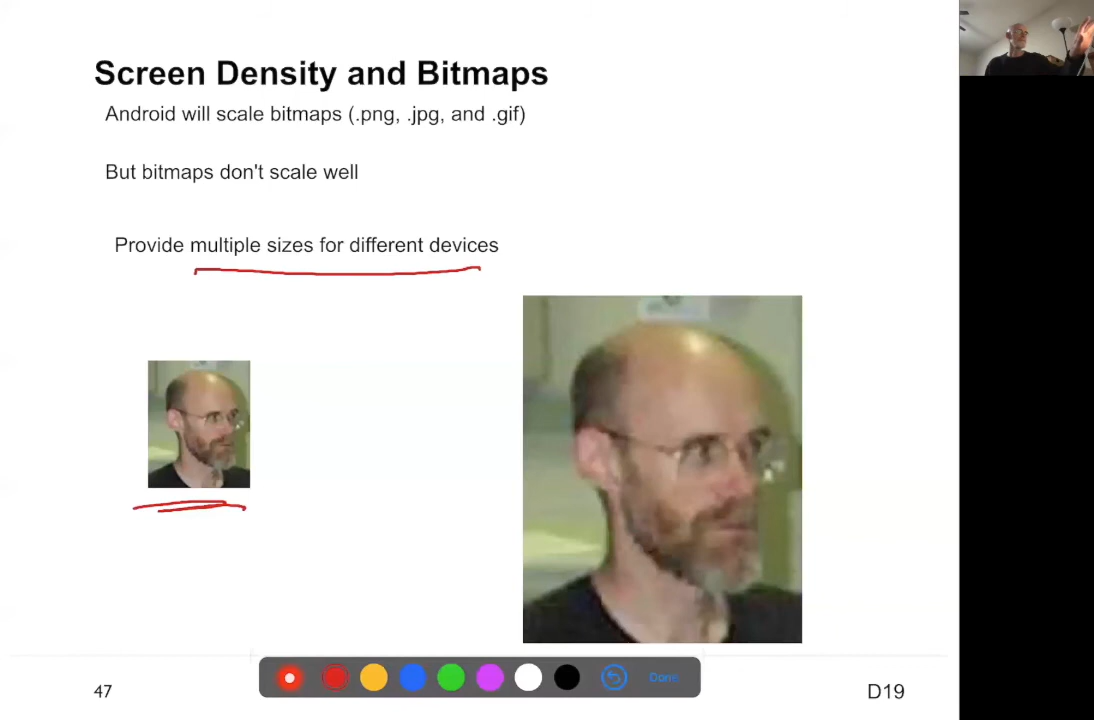 Screen Density and Bitmaps
Android will scale bitmaps (.png, .jpg, and .gif)
But bitmaps don't scale well
Provide multiple sizes for different devices
Done
47
D19